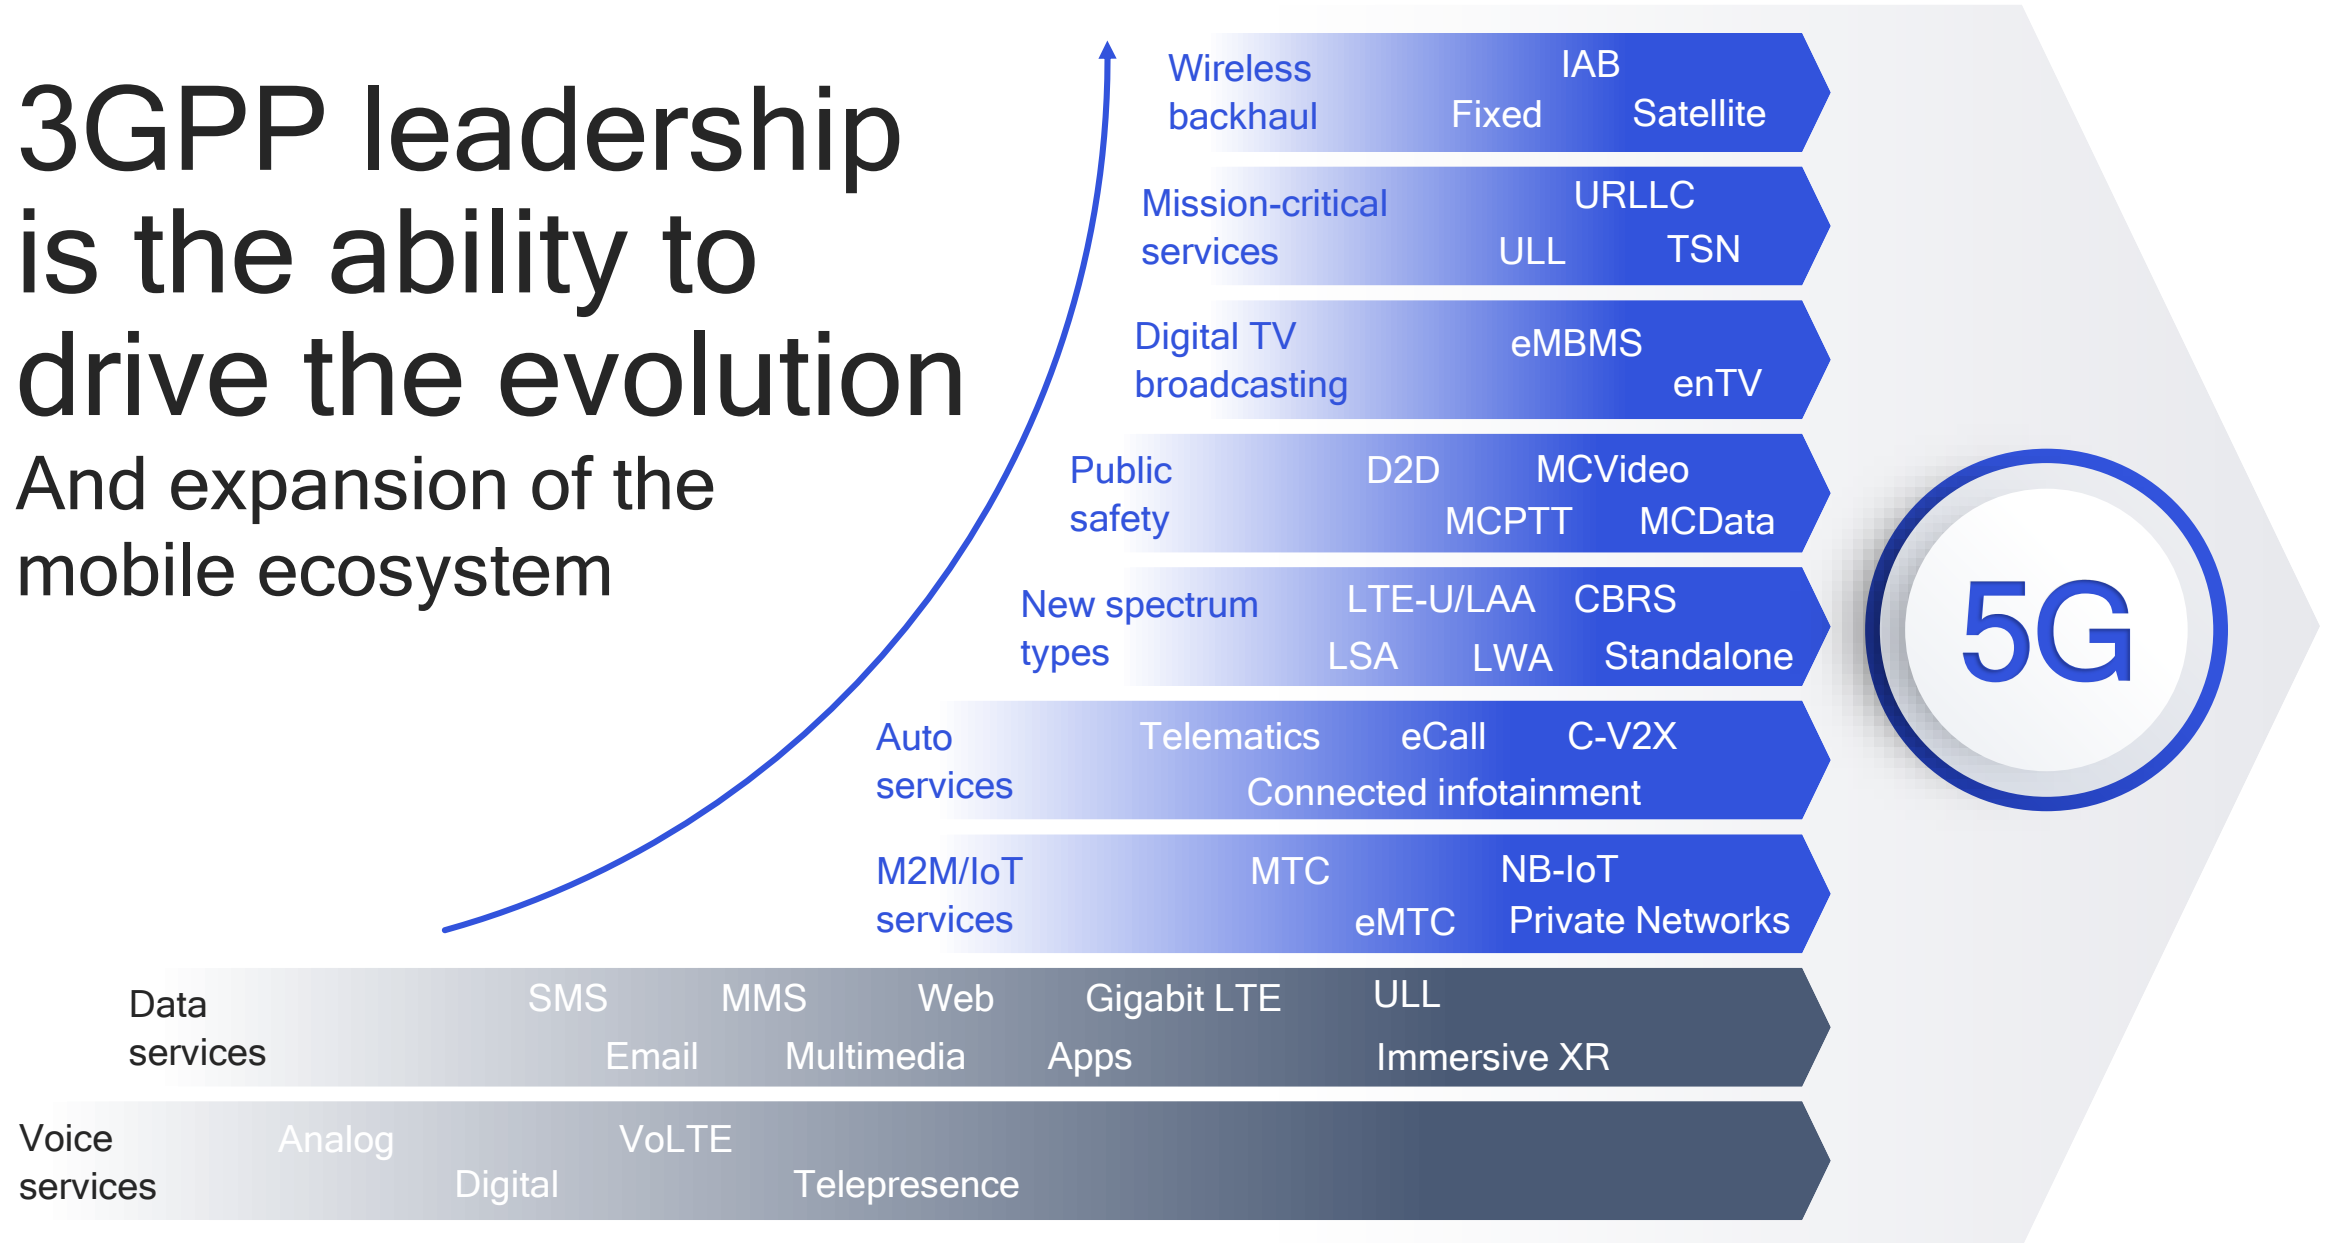 3GPP leadership
is the ability to
drive the evolution
And expansion of the
mobile ecosystem
Wireless
backhaul
IAB
Fixed
Satellite
Mission-critical
services
URLLC
ULL
TSN
Digital TV
broadcasting
eMBMS
enTV
Public
safety
D2D
MCVideo
MCPTT
MCData
New spectrum
types
LTE-U/LAA
CBRS
LSA
LWA
Standalone
Auto
services
Telematics
eCall
C-V2X
Connected infotainment
M2M/IoT
services
MTC
NB-IoT
eMTC
Private Networks
Data
services
SMS
MMS
Web
Gigabit LTE
ULL
Email
Multimedia
Apps
Immersive XR
Voice
services
Analog
VoLTE
Digital
Telepresence
5G